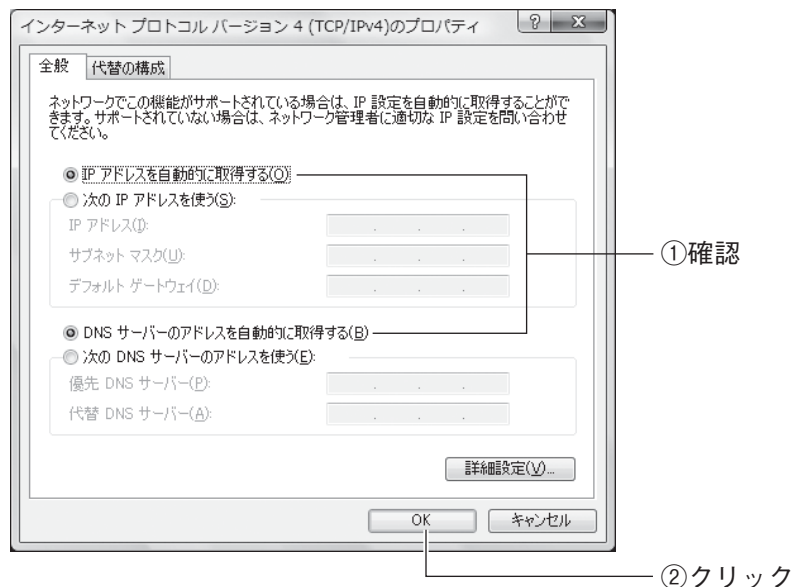 インターネット プロトコル バージョン 4 (TCP/IPv4)のプロパティ
全般
代替の構成
ネットワークでこの機能がサポートされている場合は、IP 設定を自動的に取得することがで
きます。サポートされていない場合は、ネットワーク管理者に適切な IP 設定を問い合わせ
てください。
IP アドレスを自動的に取得する(O)
次の IP アドレスを使う(S):
IP アドレス(I):
サブネット マスク(U):
デフォルト ゲートウェイ(D):
①確認
DNS サーバーのアドレスを自動的に取得する(B)
次の DNS サーバーのアドレスを使う(E):
優先 DNS サーバー(P):
代替 DNS サーバー(A):
詳細設定(V)...
OK
キャンセル
②クリック